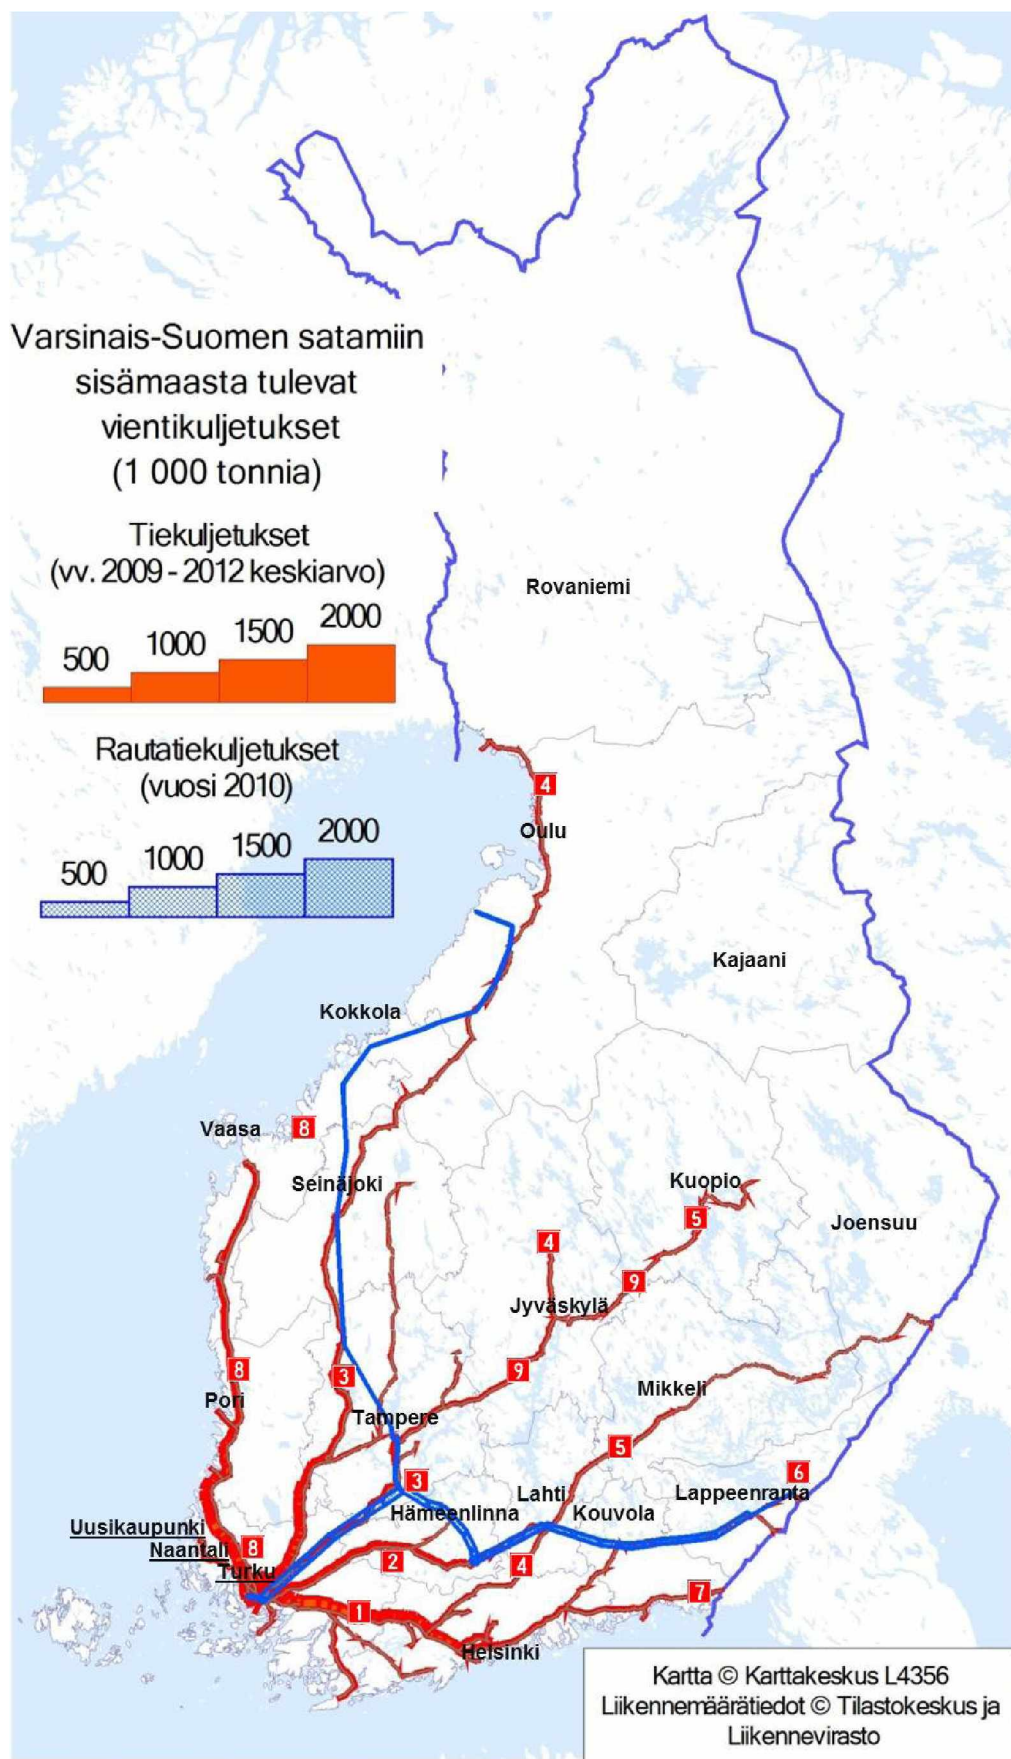 Varsinais-Suomen satamiin
sisämaasta tulevat
vientikuljetukset
(1 000 tonnia)
Tiekuljetukset
(vv. 2009 - 2012 keskiarvo)
500 1000 1500 2000
Rautatiekuljetukset
(vuosi 2010)
500 1000 1500 2000
Rovaniemi
4
Oulu
Kajaani
Kokkola
Vaasa
8
Seinäjoki
Kuopio
5
Joensuu
4
9
Jyväskylä
8
3
9
Mikkeli
Pori
Tampere
5
3
6
Lappeenranta
Lahti
Hämeenlinna
Kouvola
Uusikaupunki
Naantali
8
2
4
Turku
7
1
Helsinki
Kartta © Karttakeskus L4356
Liikennemäärätiedot © Tilastokeskus ja
Liikennevirasto